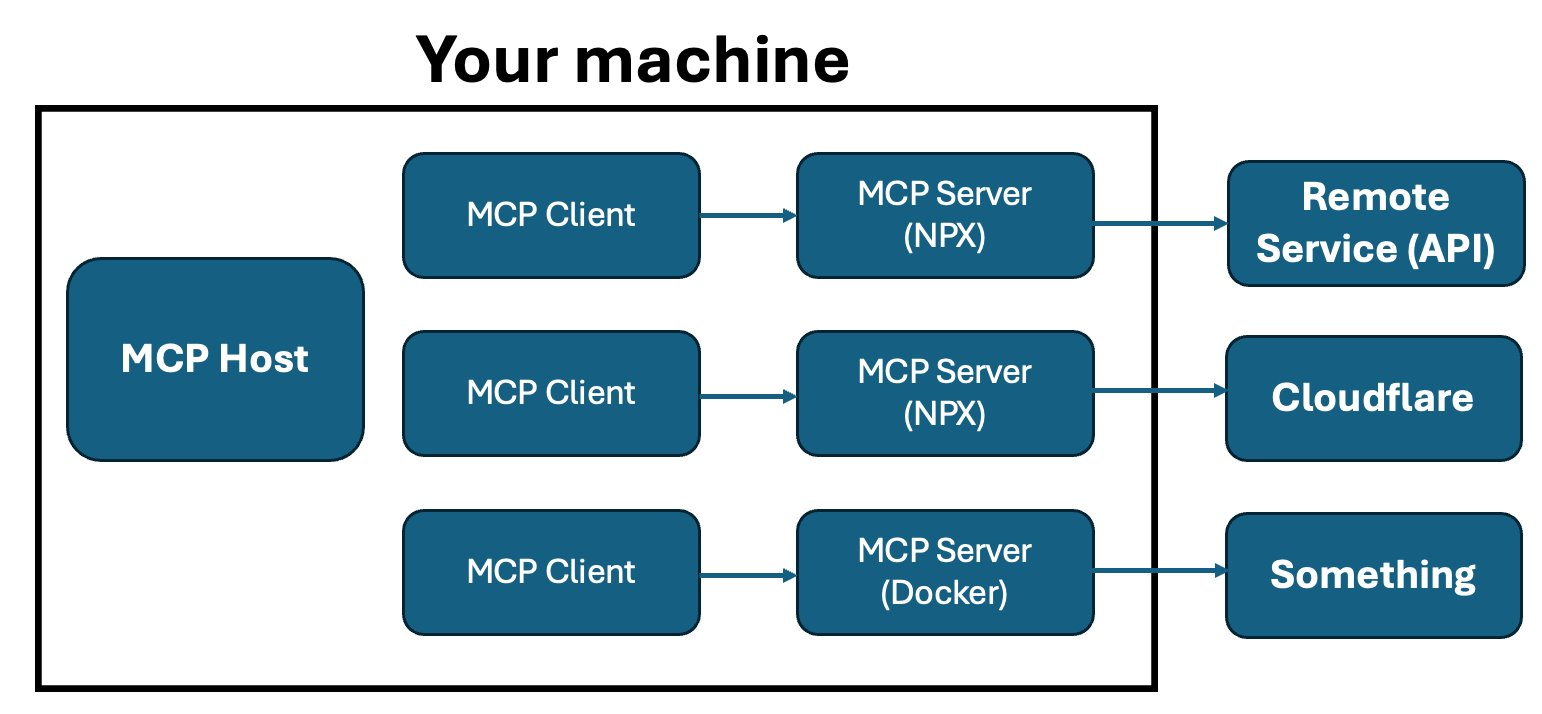 Your machine
MCP Client
MCP Server
(NPX)
Remote
Service (API)
MCP Host
MCP Client
MCP Server
(NPX)
Cloudflare
MCP Client
MCP Server
(Docker)
Something